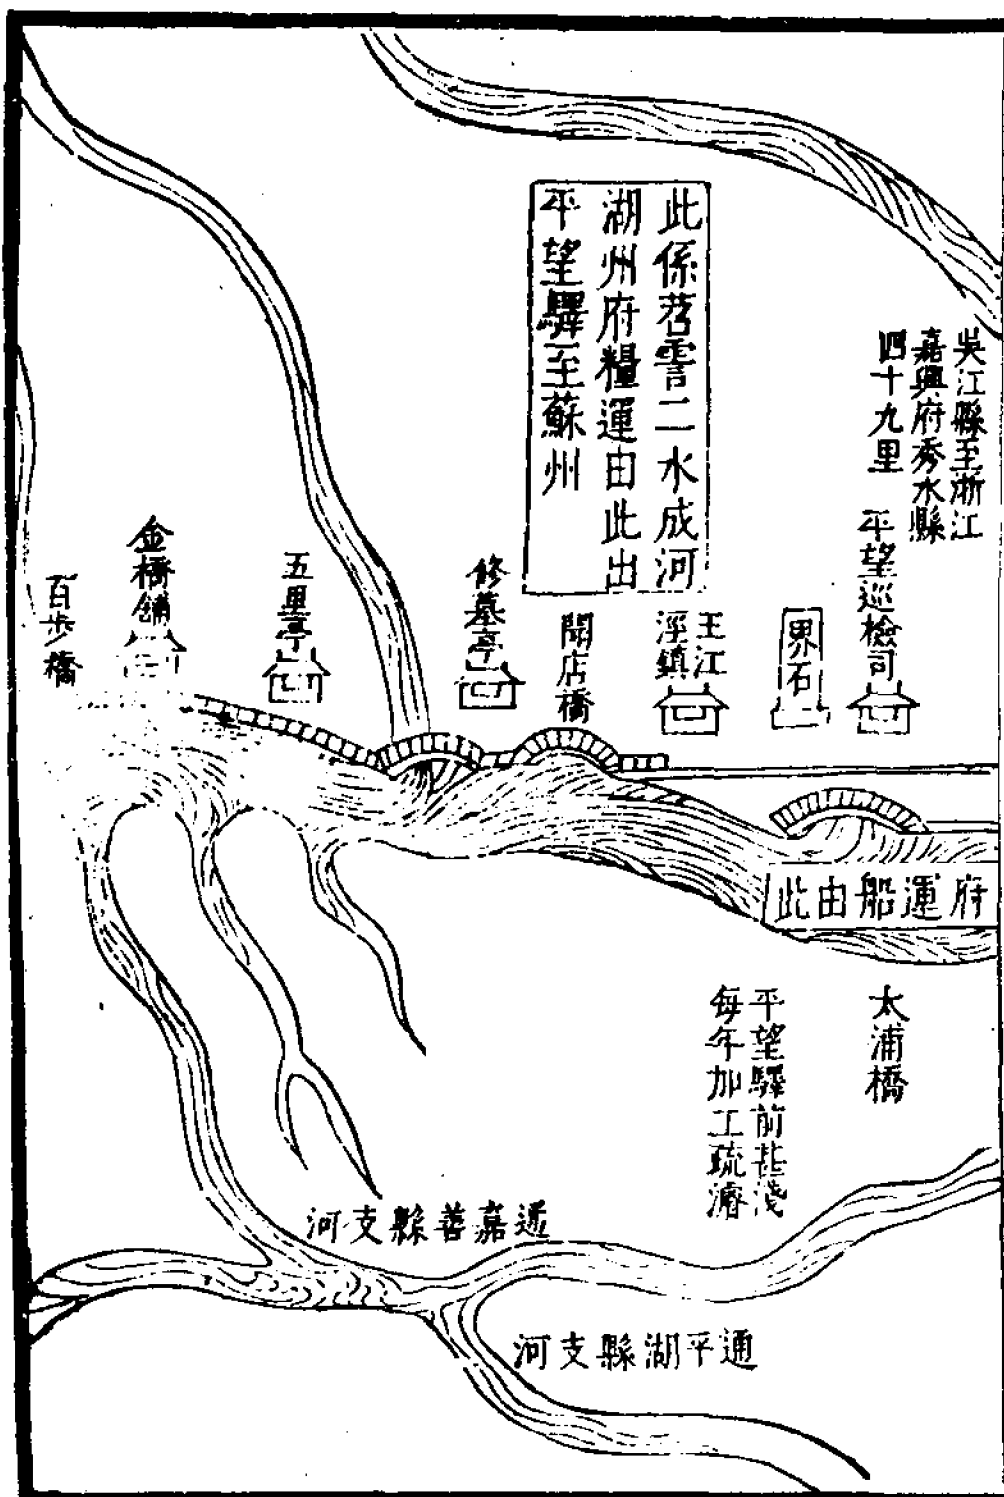 吳江縣至浙江
嘉興府秀水縣
四十九里
平望巡檢司
界石
王江
涇鎮
此係苕霅二水成河
湖州府糧運由此出
平望驛至蘇州
聞店橋
修墓亭
五里亭
金橋舖
百步橋
府運船由此
太浦橋
平望驛前甚淺
每年加工疏濬
通嘉善縣支河
通平湖縣支河